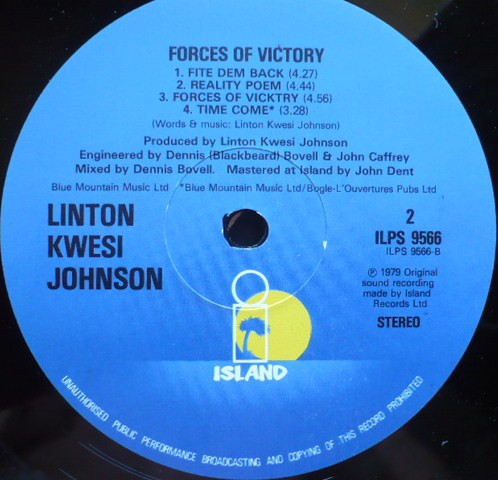 FORCES OF VICTORY
1. FITE DEM BACK (4.27)
2. REALITY POEM (4.44)
3. FORCES OF VICKTRY (4.56)
4. TIME COME* (3.28)
(Words & music: Linton Kwesi Johnson)
Produced by Linton Kwesi Johnson
Engineered by Dennis (Blackbeard) Bovell & John Caffrey
Mixed by Dennis Bovell. Mastered at Island by John Dent
Blue Mountain Music Ltd *Blue Mountain Music Ltd/Bogle-L'Ouvertures Pubs Ltd
LINTON
KWESI
JOHNSON
2
ILPS 9566
ILPS 9566-B
℗ 1979 Original
sound recording
made by Island
Records Ltd
STEREO
ISLAND
UNAUTHORISED PUBLIC PERFORMANCE BROADCASTING AND COPYING OF THIS RECORD PROHIBITED